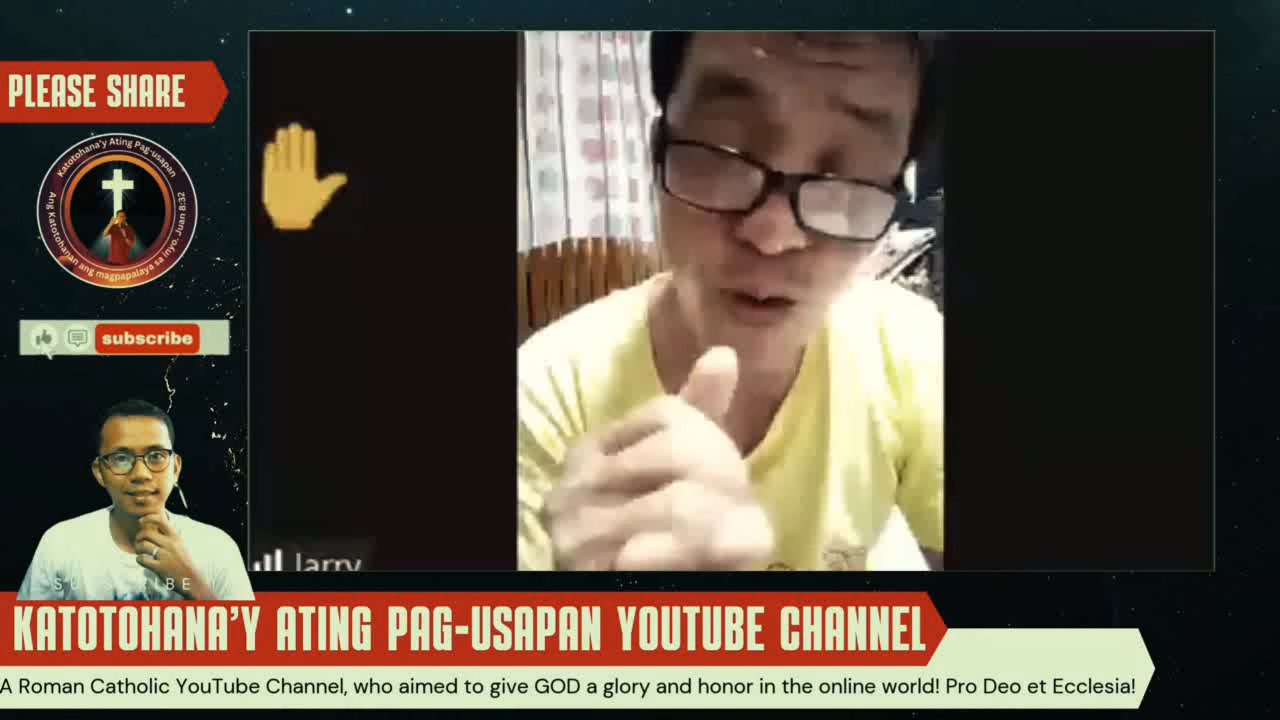 PLEASE SHARE
Katotohana'y Ating Pag-usapan
Ang Katotohanan ang magpapalaya sa inyo. Juan 8:32
subscribe
larry
KATOTOHANA'Y ATING PAG-USAPAN YOUTUBE CHANNEL
A Roman Catholic YouTube Channel, who aimed to give GOD a glory and honor in the online world! Pro Deo et Ecclesia!